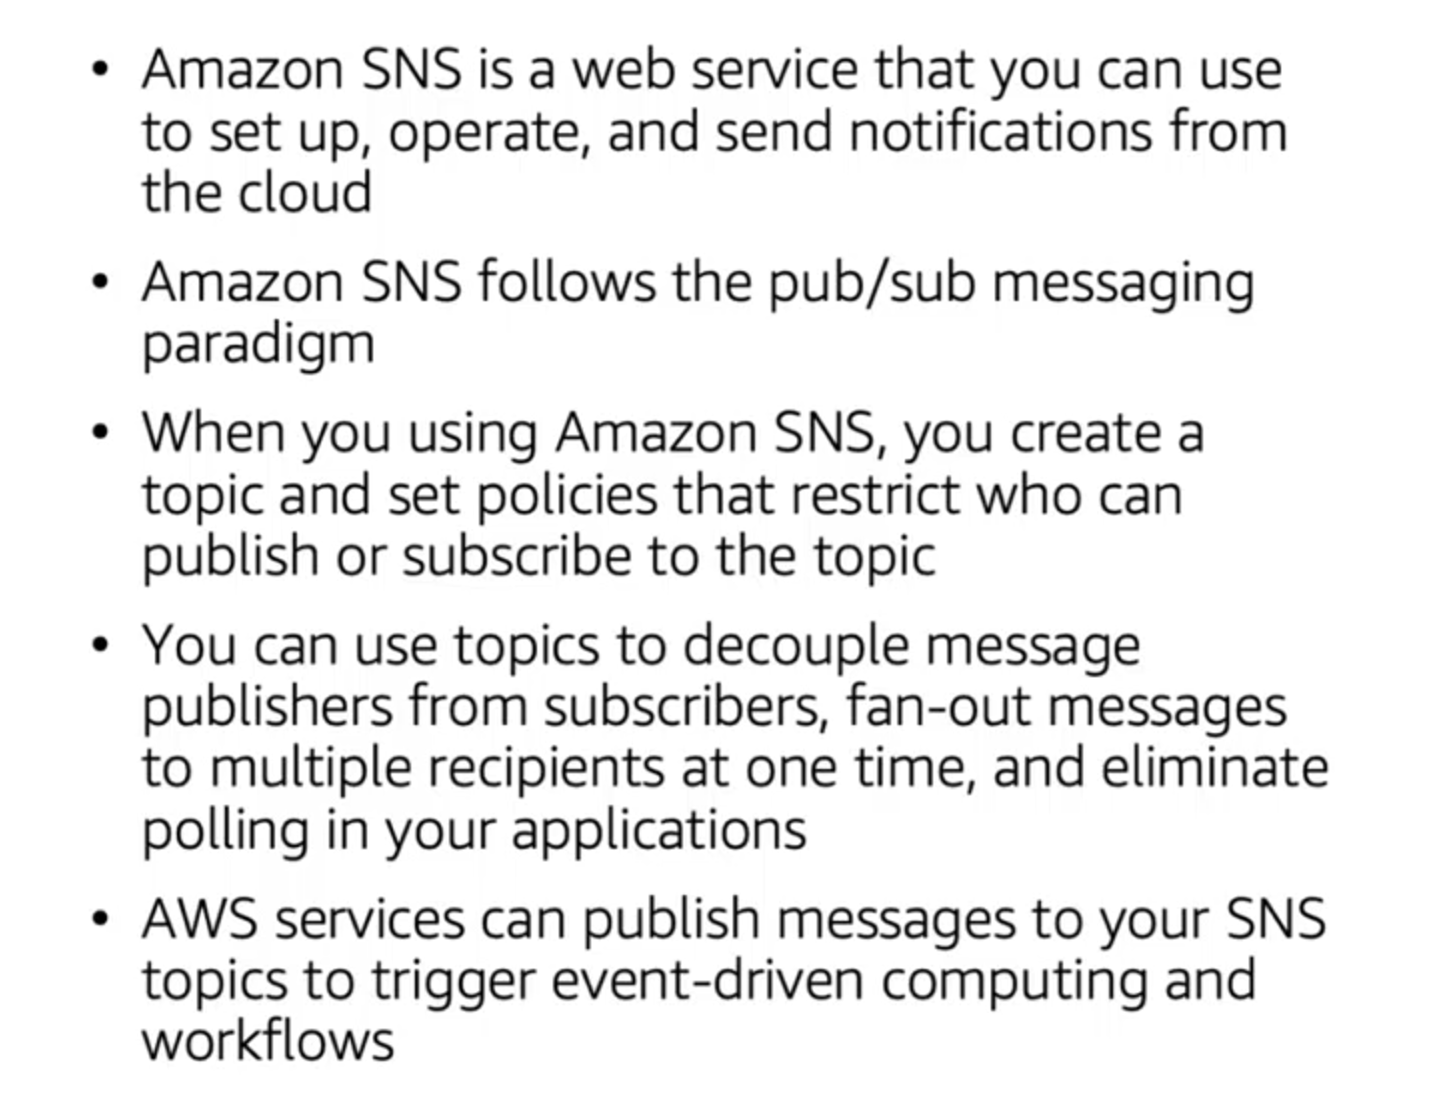 • Amazon SNS is a web service that you can use
to set up, operate, and send notifications from
the cloud
• Amazon SNS follows the pub/sub messaging
paradigm
• When you using Amazon SNS, you create a
topic and set policies that restrict who can
publish or subscribe to the topic
• You can use topics to decouple message
publishers from subscribers, fan-out messages
to multiple recipients at one time, and eliminate
polling in your applications
• AWS services can publish messages to your SNS
topics to trigger event-driven computing and
workflows